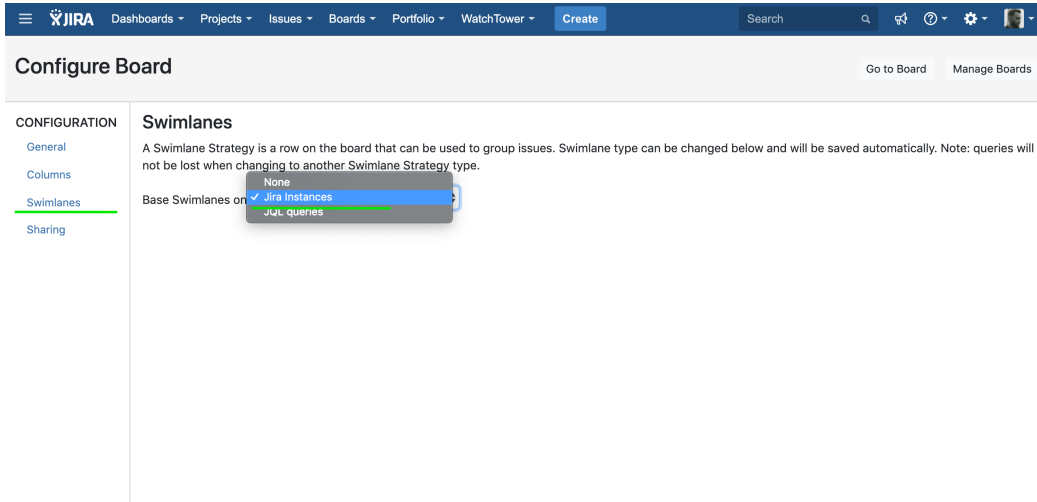 JIRA Dashboards Projects Issues Boards Portfolio WatchTower Create Search
Configure Board
Go to Board Manage Boards
CONFIGURATION
General
Columns
Swimlanes
Sharing
Swimlanes
A Swimlane Strategy is a row on the board that can be used to group issues. Swimlane type can be changed below and will be saved automatically. Note: queries will
not be lost when changing to another Swimlane Strategy type.
Base Swimlanes on
None
✓ Jira Instances
JQL queries